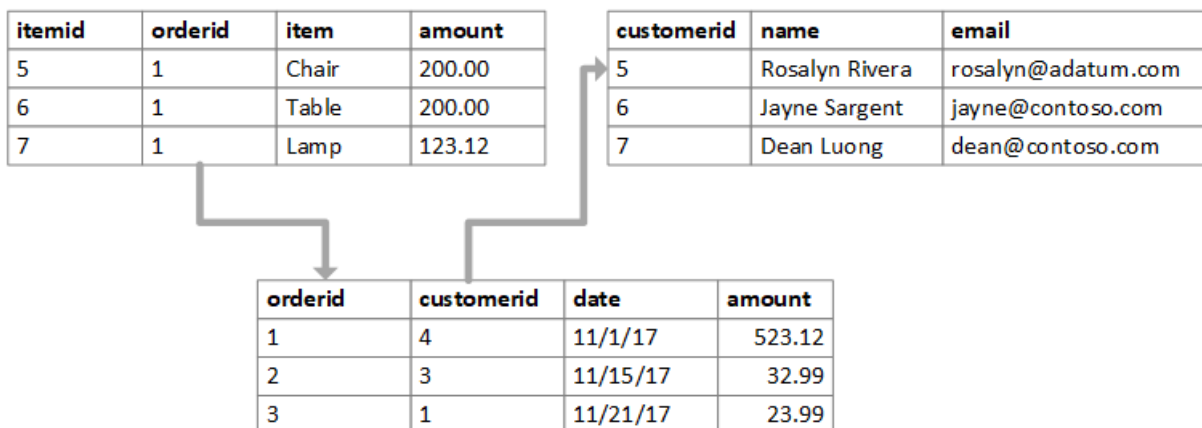 itemid orderid item amount
5 1 Chair 200.00
6 1 Table 200.00
7 1 Lamp 123.12
customerid name email
5 Rosalyn Rivera rosalyn@adatum.com
6 Jayne Sargent jayne@contoso.com
7 Dean Luong dean@contoso.com
orderid customerid date amount
1 4 11/1/17 523.12
2 3 11/15/17 32.99
3 1 11/21/17 23.99